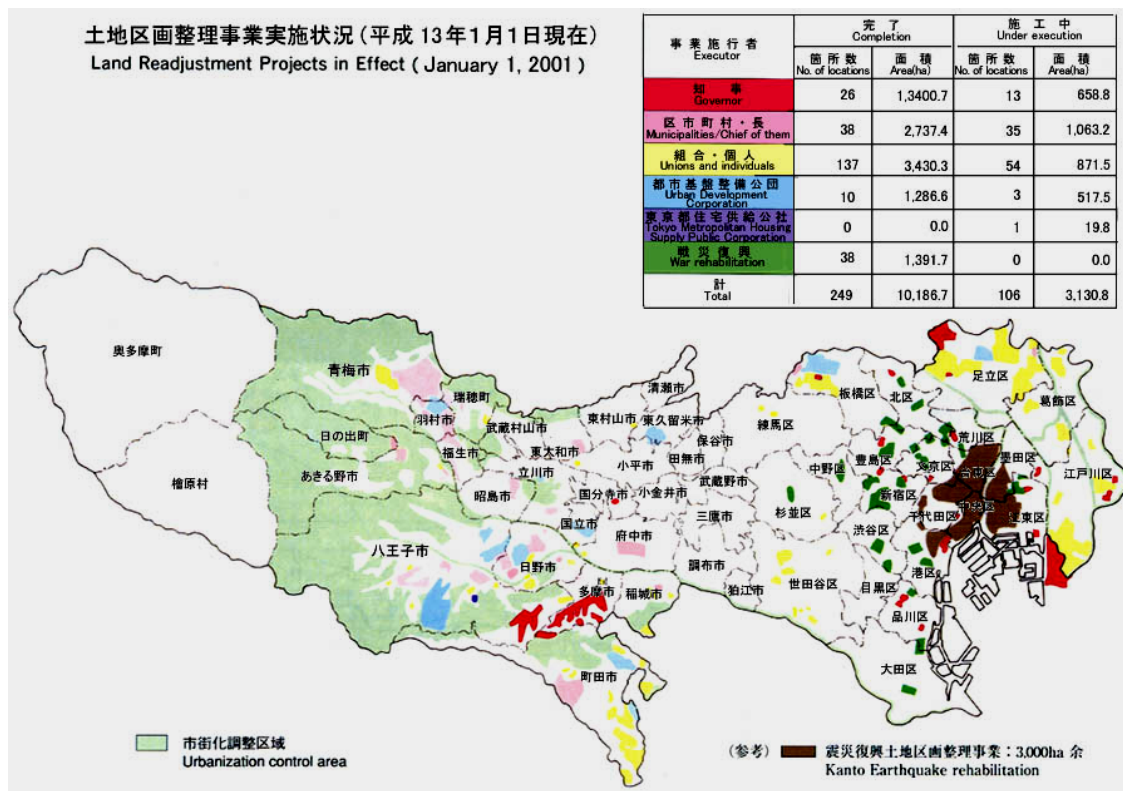 土地区画整理事業実施状況(平成13年1月1日現在)
Land Readjustment Projects in Effect ( January 1, 2001 )
事業施行者
Executor
完了
Completion
施工中
Under execution
箇所数
No. of locations
面積
Area(ha)
箇所数
No. of locations
面積
Area(ha)
知事
Governor
26 1,3400.7 13 658.8
区市町村・長
Municipalities/Chief of them
38 2,737.4 35 1,063.2
組合・個人
Unions and individuals
137 3,430.3 54 871.5
都市基盤整備公団
Urban Development
Corporation
10 1,286.6 3 517.5
東京都住宅供給公社
Tokyo Metropolitan Housing
Supply Public Corporation
0 0.0 1 19.8
戦災復興
War rehabilitation
38 1,391.7 0 0.0
計
Total
249 10,186.7 106 3,130.8
奥多摩町
青梅市
瑞穂町
清瀬市
板橋区
北区
足立区
葛飾区
羽村市
武蔵村山市
東村山市
東久留米市
練馬区
日の出町
福生市
東大和市
保谷市
田無市
小平市
荒川区
豊島区
文京区
台東区
墨田区
江戸川区
中野区
あきる野市
檜原村
昭島市
立川市
国分寺市
小金井市
武蔵野市
新宿区
杉並区
千代田区
中央区
江東区
国立市
府中市
三鷹市
渋谷区
八王子市
日野市
調布市
港区
多摩市
稲城市
狛江市
世田谷区
目黒区
品川区
大田区
町田市
市街化調整区域
Urbanization control area
(参考) 震災復興土地区画整理事業:3,000ha 余
Kanto Earthquake rehabilitation